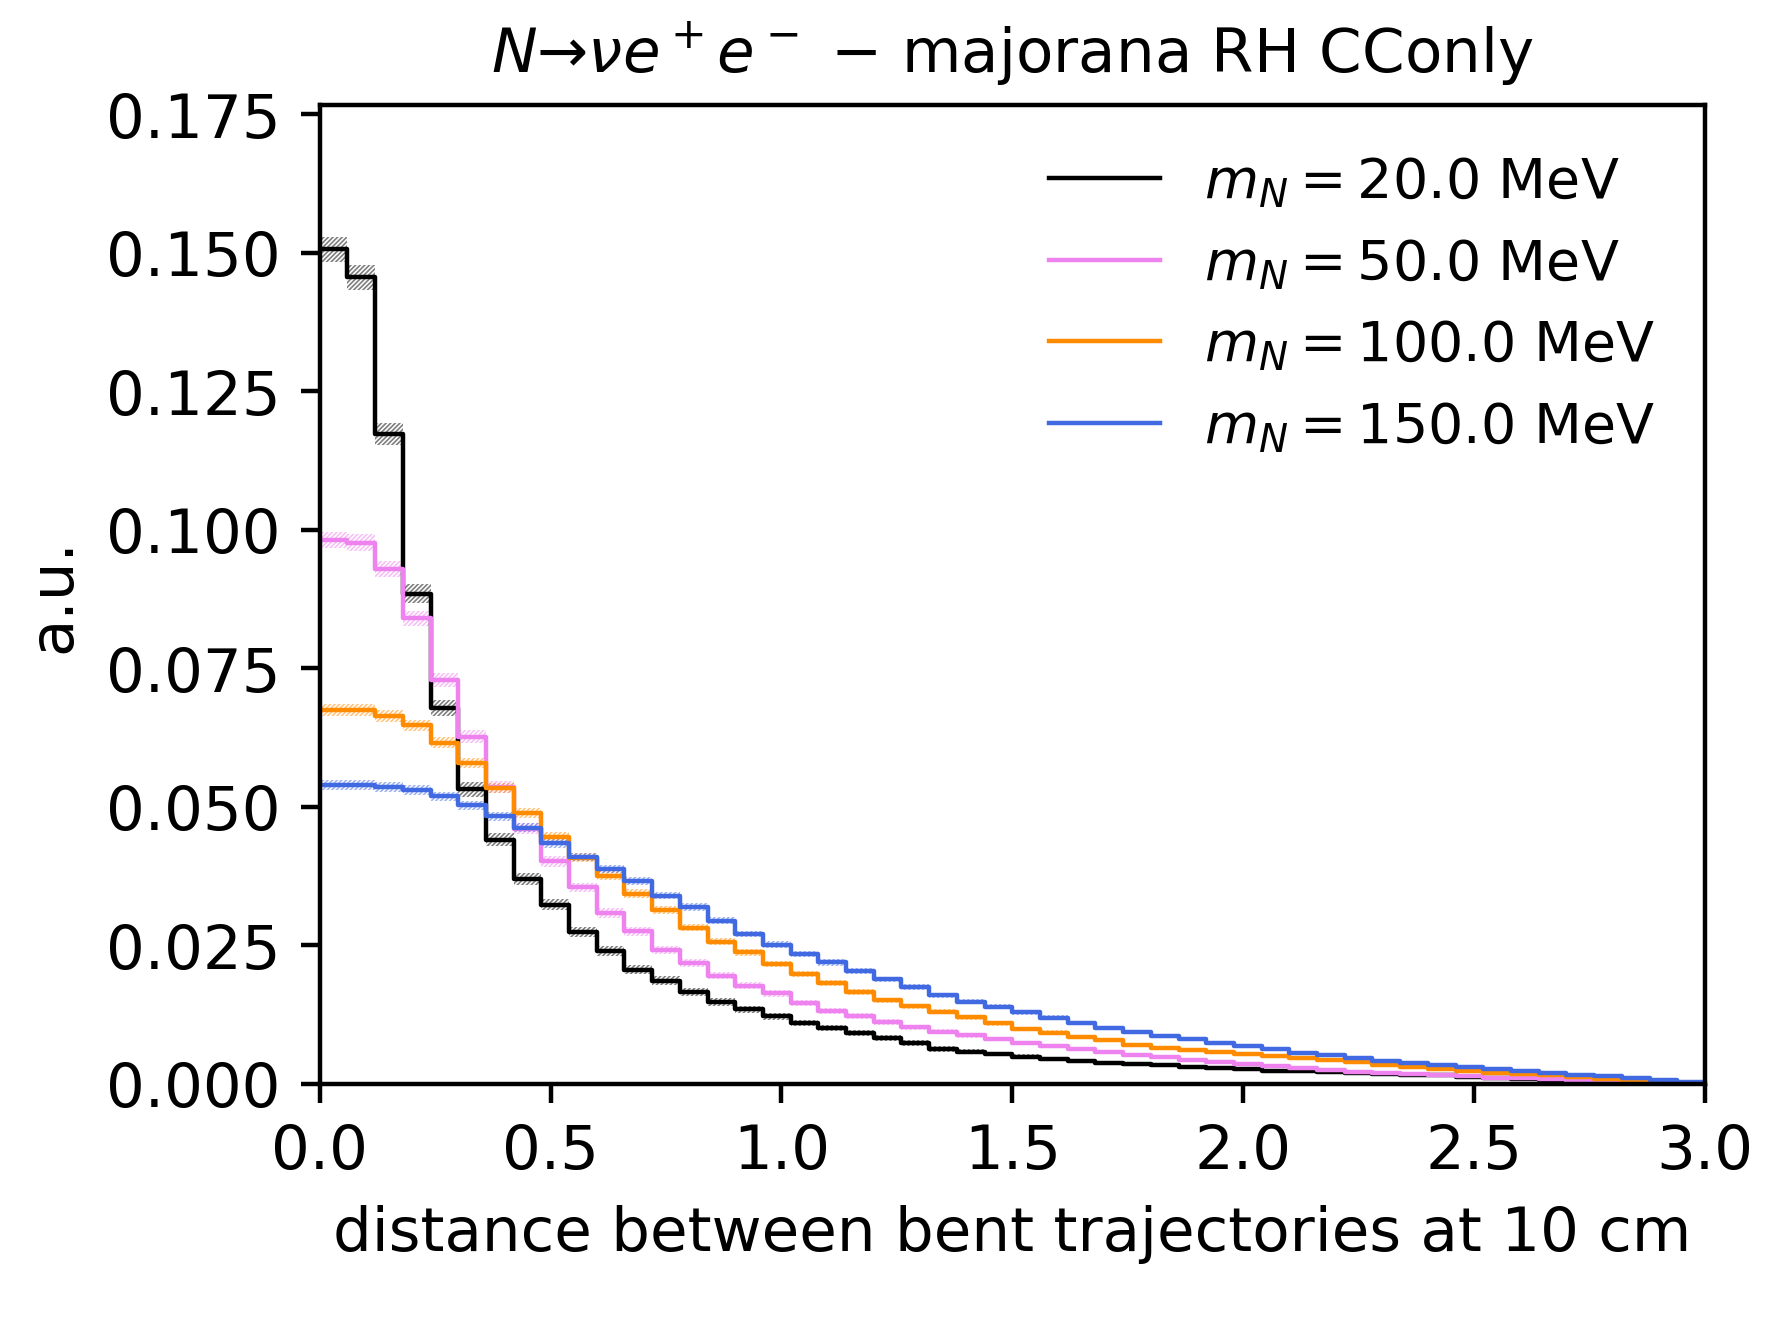 N→νe⁺e⁻ − majorana RH CConly
0.175
0.150
0.125
0.100
0.075
0.050
0.025
0.000
a.u.
m_N = 20.0 MeV
m_N = 50.0 MeV
m_N = 100.0 MeV
m_N = 150.0 MeV
0.0 0.5 1.0 1.5 2.0 2.5 3.0
distance between bent trajectories at 10 cm